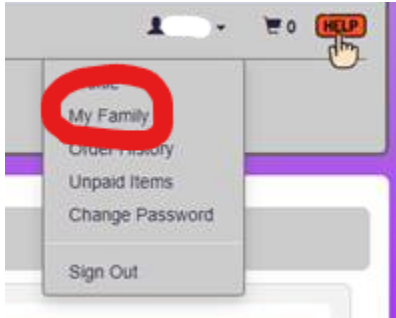 0 HELP
My Family
Order History
Unpaid Items
Change Password
Sign Out